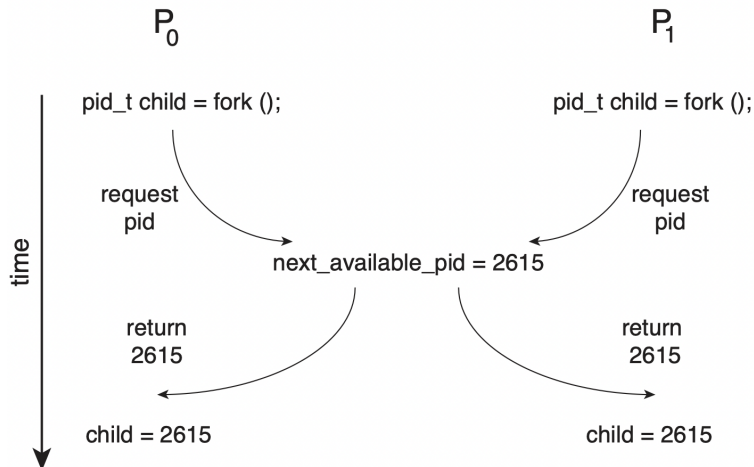 P0 P1
pid_t child = fork (); pid_t child = fork ();
request request
pid pid
next_available_pid = 2615
time
return return
2615 2615
child = 2615 child = 2615